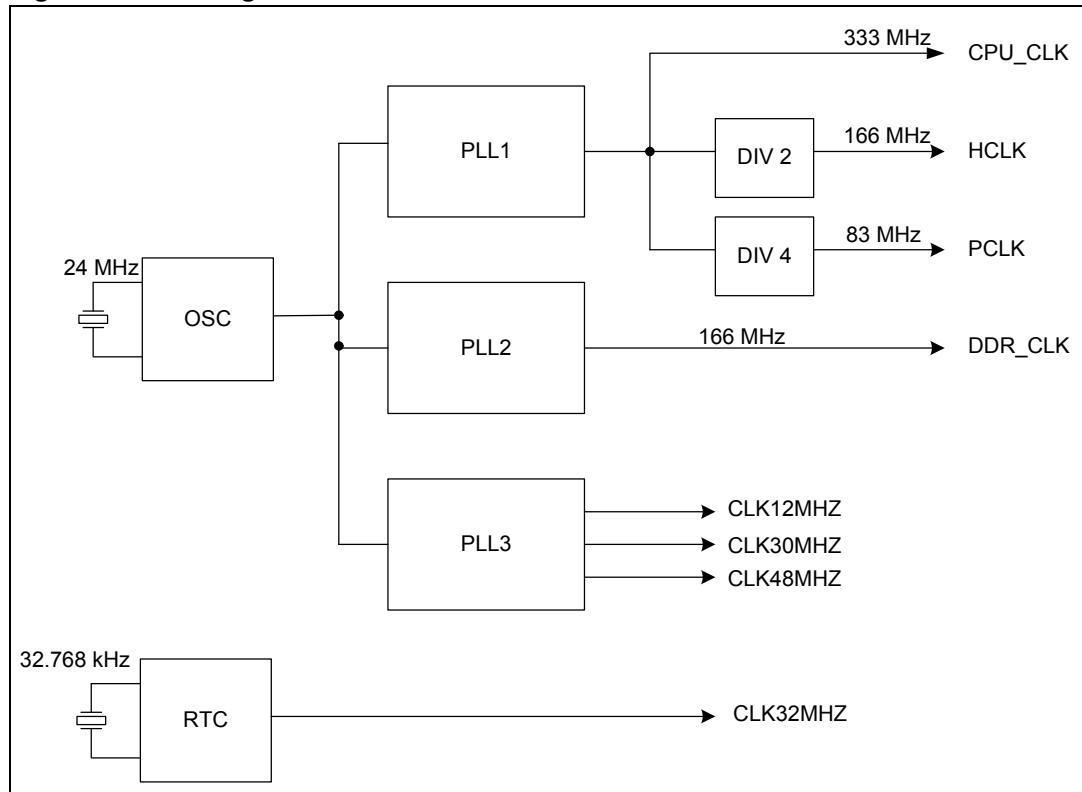 333 MHz
CPU_CLK
PLL1
DIV 2
166 MHz
HCLK
DIV 4
83 MHz
PCLK
24 MHz
OSC
PLL2
166 MHz
DDR_CLK
PLL3
CLK12MHZ
CLK30MHZ
CLK48MHZ
32.768 kHz
RTC
CLK32MHZ